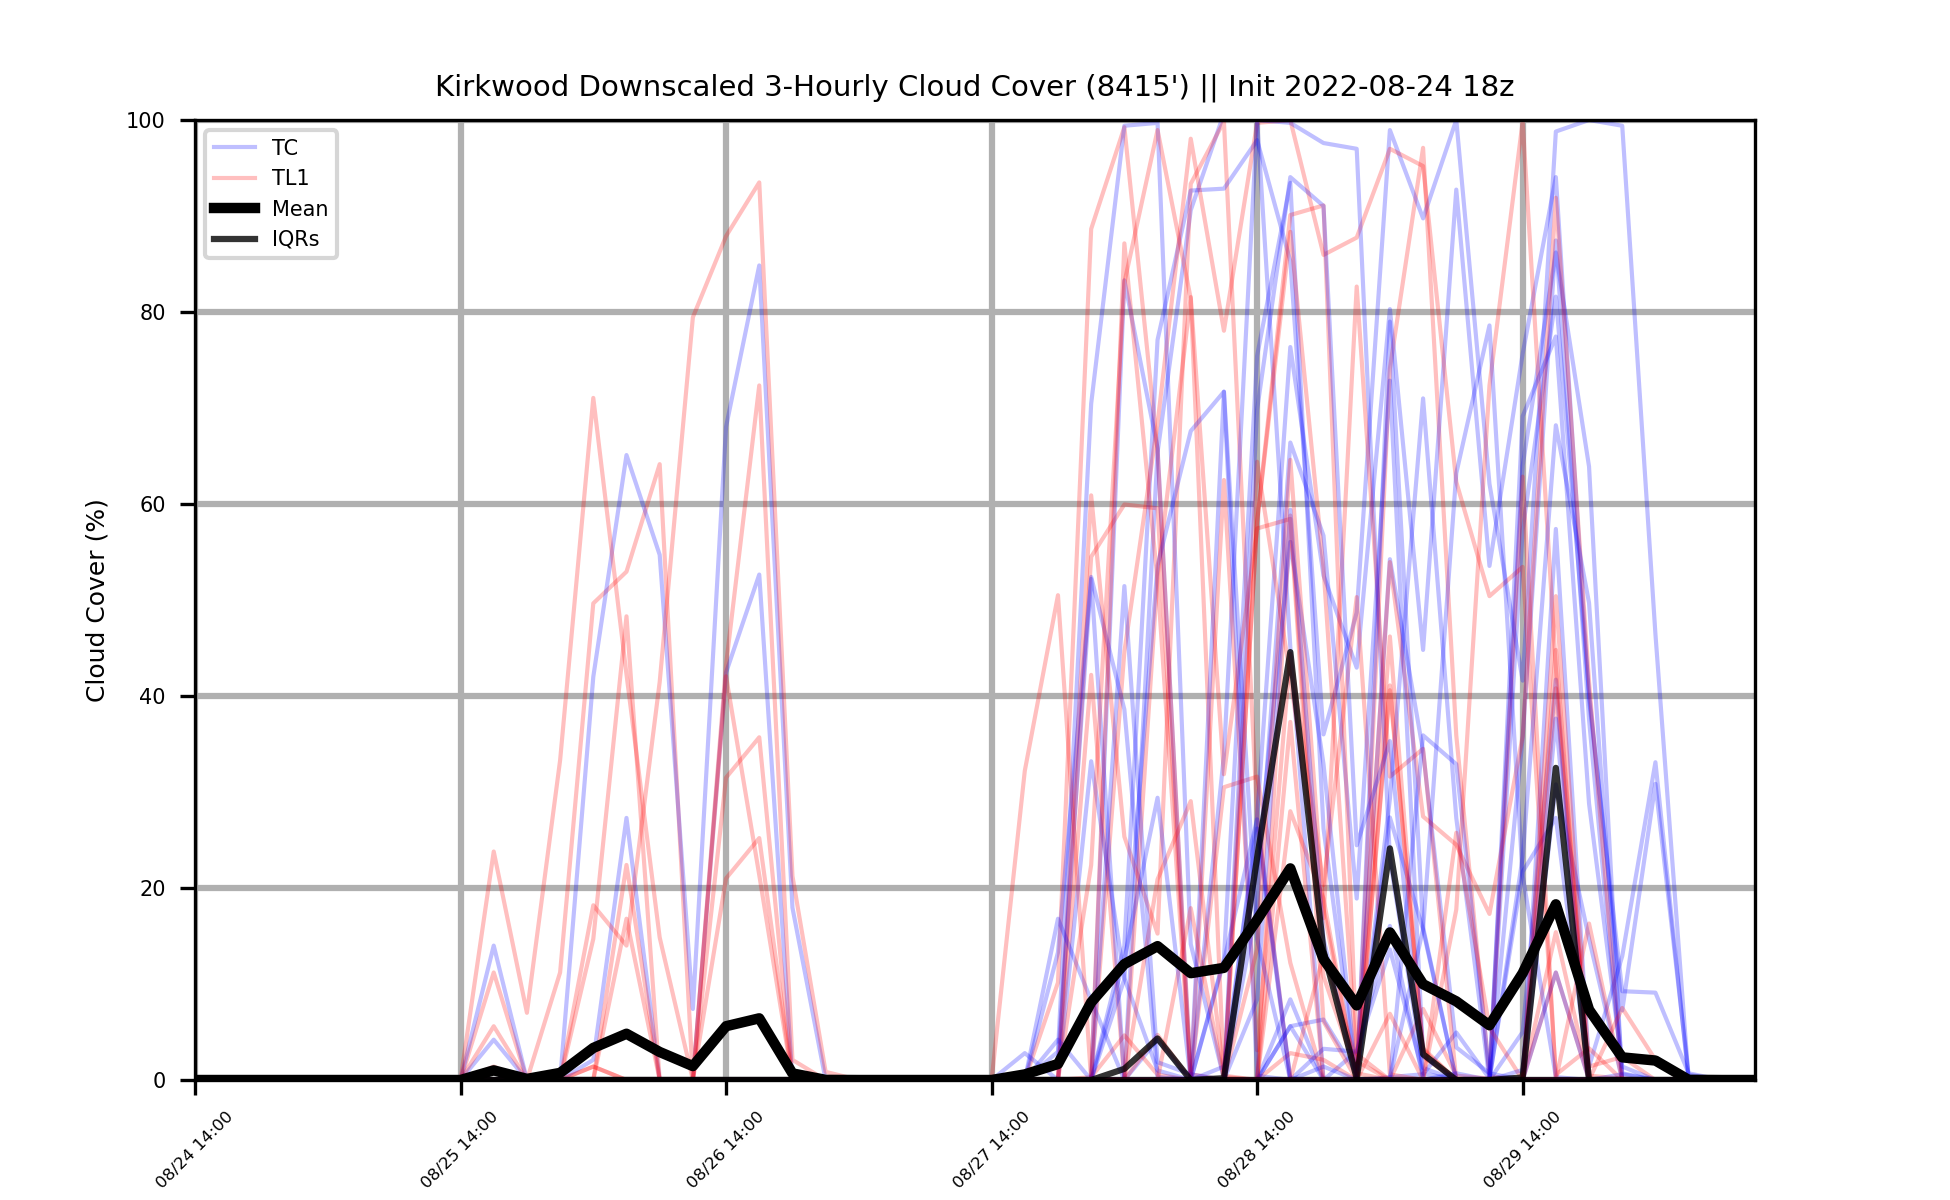 Kirkwood Downscaled 3-Hourly Cloud Cover (8415') || Init 2022-08-24 18z
TC
TL1
Mean
IQRs
Cloud Cover (%)
100
80
60
40
20
0
08/24 14:00
08/25 14:00
08/26 14:00
08/27 14:00
08/28 14:00
08/29 14:00